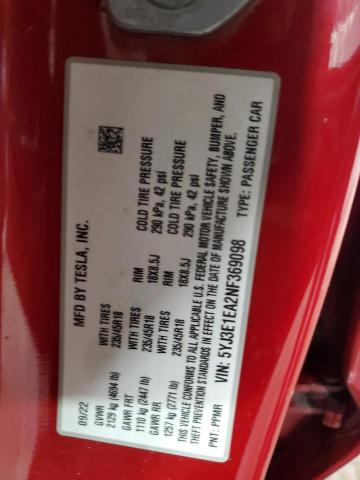 MFD BY TESLA, INC.
09/22
GVWR
2129 kg (4694 lb)
GAWR FRT WITH TIRES RIM COLD TIRE PRESSURE
1110 kg (2447 lb) 235/45R18 18X8.5J 290 kPa, 42 psi
GAWR RR WITH TIRES RIM COLD TIRE PRESSURE
1257 kg (2771 lb) 235/45R18 18X8.5J 290 kPa, 42 psi
THIS VEHICLE CONFORMS TO ALL APPLICABLE U.S. FEDERAL MOTOR VEHICLE SAFETY, BUMPER, AND
THEFT PREVENTION STANDARDS IN EFFECT ON THE DATE OF MANUFACTURE SHOWN ABOVE.
VIN: 5YJ3E1EA2NF369098
PNT: PPMR TYPE: PASSENGER CAR